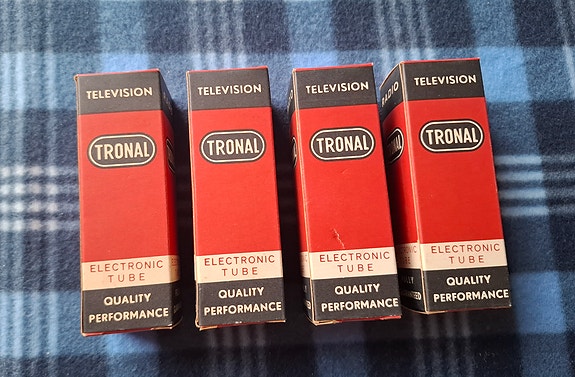 TELEVISION
TRONAL
ELECTRONIC
TUBE
QUALITY
PERFORMANCE
TELEVISION
TRONAL
ELECTRONIC
TUBE
QUALITY
PERFORMANCE
TELEVISION
TRONAL
ELECTRONIC
TUBE
QUALITY
PERFORMANCE
RADIO
TELEVISION
TRONAL
ELECTRONIC
TUBE
QUALITY
PERFORMANCE